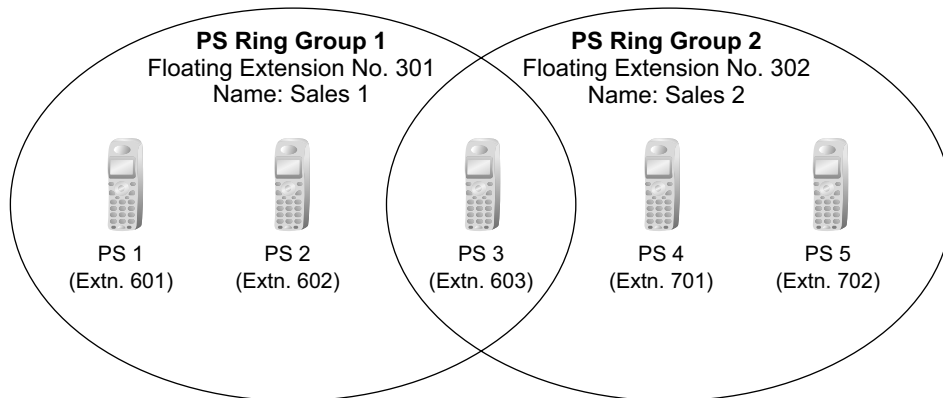 PS Ring Group 1
Floating Extension No. 301
Name: Sales 1
PS Ring Group 2
Floating Extension No. 302
Name: Sales 2
PS 1
(Extn. 601)
PS 2
(Extn. 602)
PS 3
(Extn. 603)
PS 4
(Extn. 701)
PS 5
(Extn. 702)